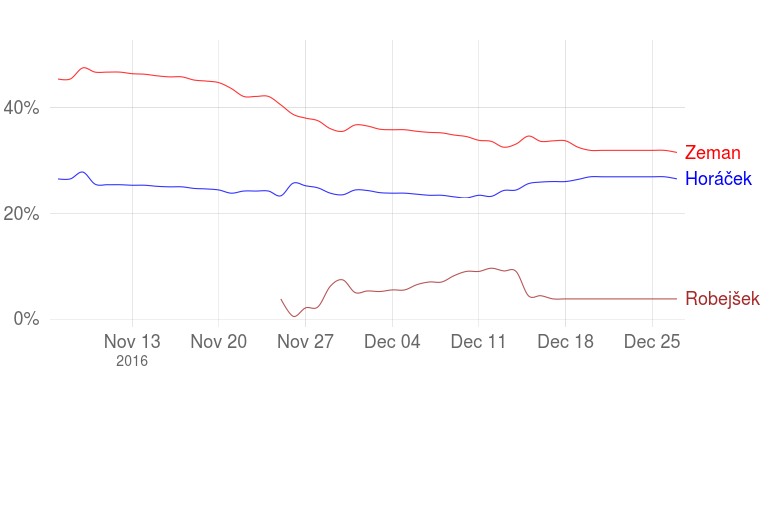 40%
Zeman
Horáček
20%
Robejšek
0%
Nov 13 Nov 20 Nov 27 Dec 04 Dec 11 Dec 18 Dec 25
2016